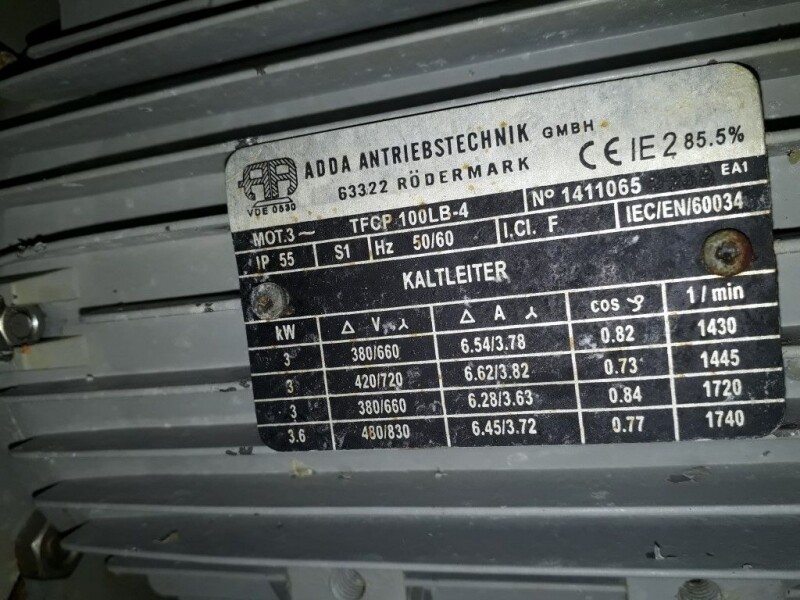 ADDA ANTRIEBSTECHNIK GMBH
63322 RÖDERMARK
CE IE2 85.5%
VDE 0530
EA1
MOT.3~ TFCP 100LB-4 Nº 1411065
IP 55 S1 Hz 50/60 I.Cl. F IEC/EN/60034
KALTLEITER
kW Δ V 人 Δ A 人 cos φ 1 / min
3 380/660 6.54/3.78 0.82 1430
3 420/720 6.62/3.82 0.73 1445
3 380/660 6.28/3.63 0.84 1720
3.6 480/830 6.45/3.72 0.77 1740